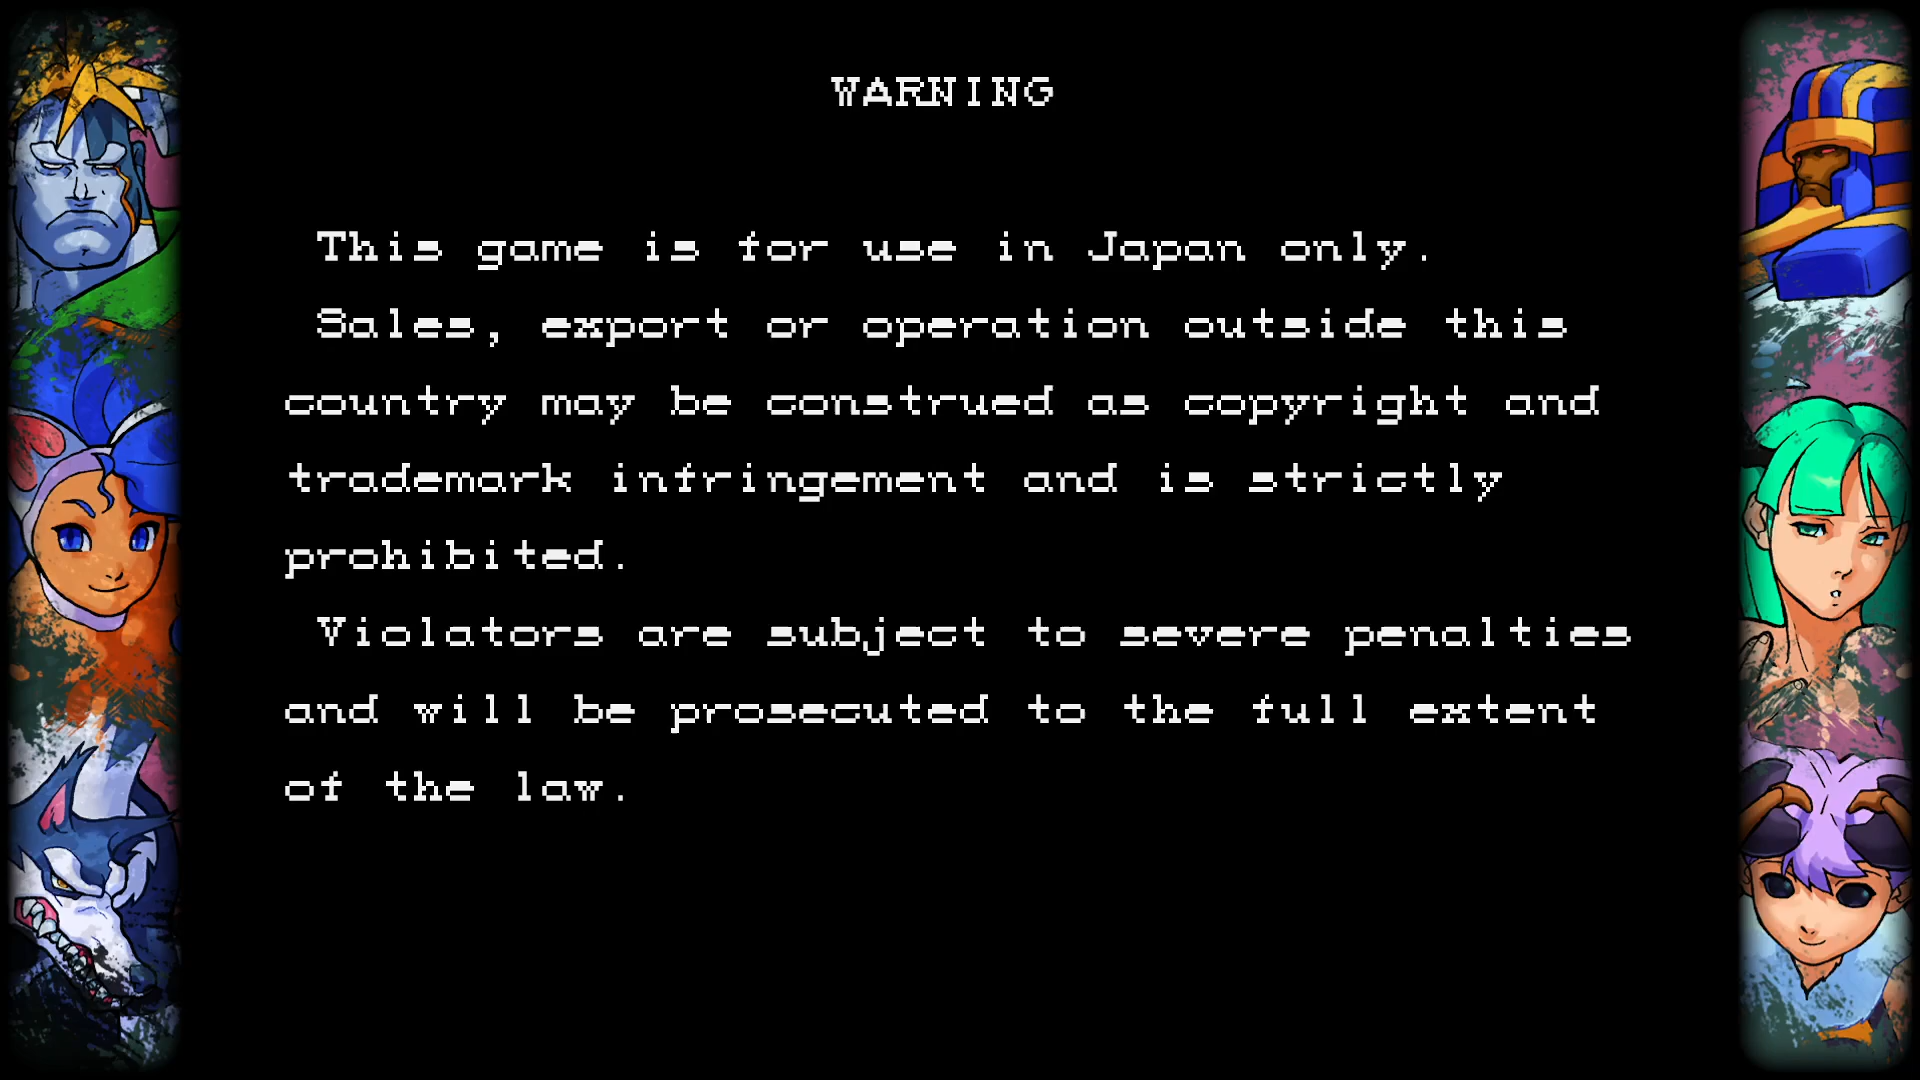 WARNING
This game is for use in Japan only.
Sales, export or operation outside this
country may be construed as copyright and
trademark infringement and is strictly
prohibited.
Violators are subject to severe penalties
and will be prosecuted to the full extent
of the law.